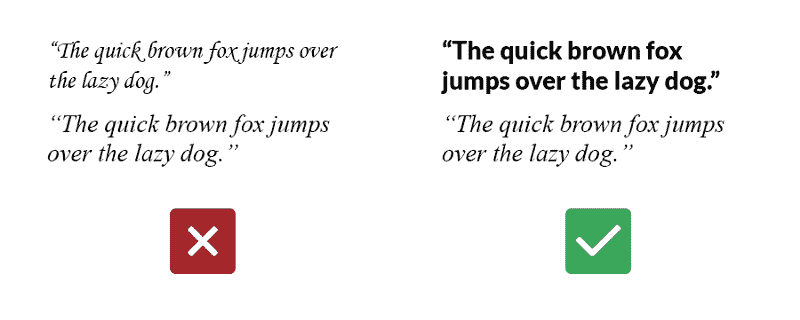 “The quick brown fox jumps over
the lazy dog.”
“The quick brown fox jumps
over the lazy dog.”
“The quick brown fox
jumps over the lazy dog.”
“The quick brown fox jumps
over the lazy dog.”